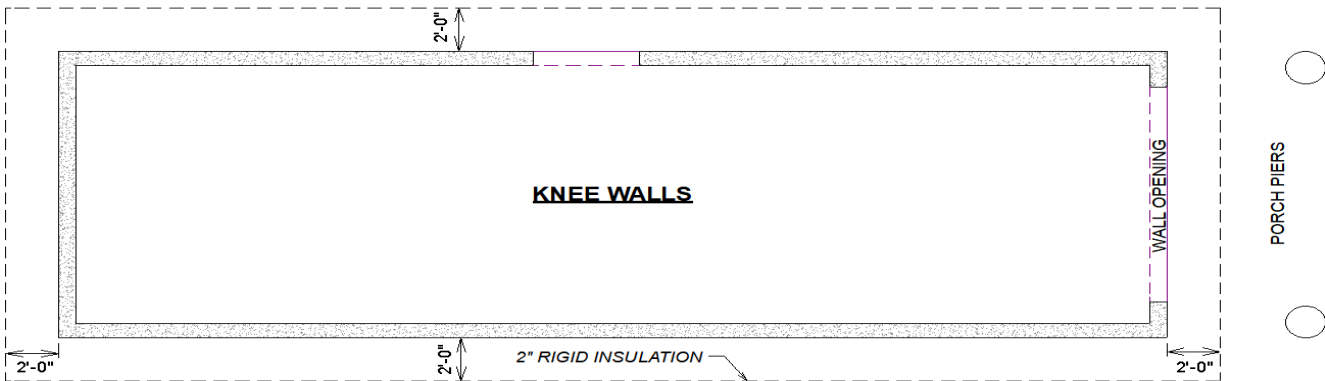 2'-0"
KNEE WALLS
WALL OPENING
PORCH PIERS
2'-0"
2'-0"
2" RIGID INSULATION
2'-0"